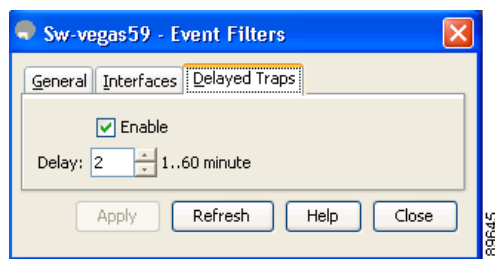 Sw-vegas59 - Event Filters
General Interfaces Delayed Traps
Enable
Delay: 2 1..60 minute
Apply Refresh Help Close
89645